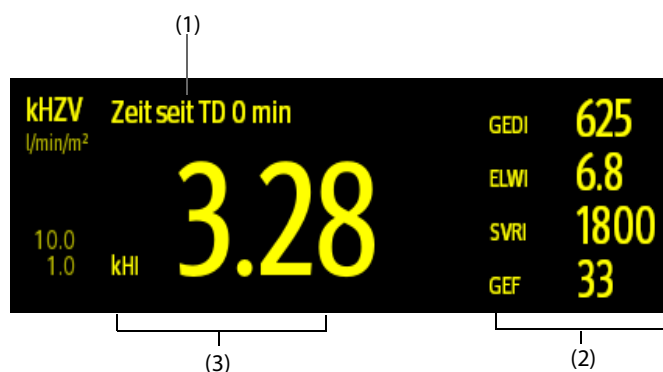 (1)
kHZV Zeit seit TD 0 min
l/min/m²
GEDI 625
ELWI 6.8
3.28
SVRI 1800
10.0
1.0 kHI
GEF 33
(3)
(2)